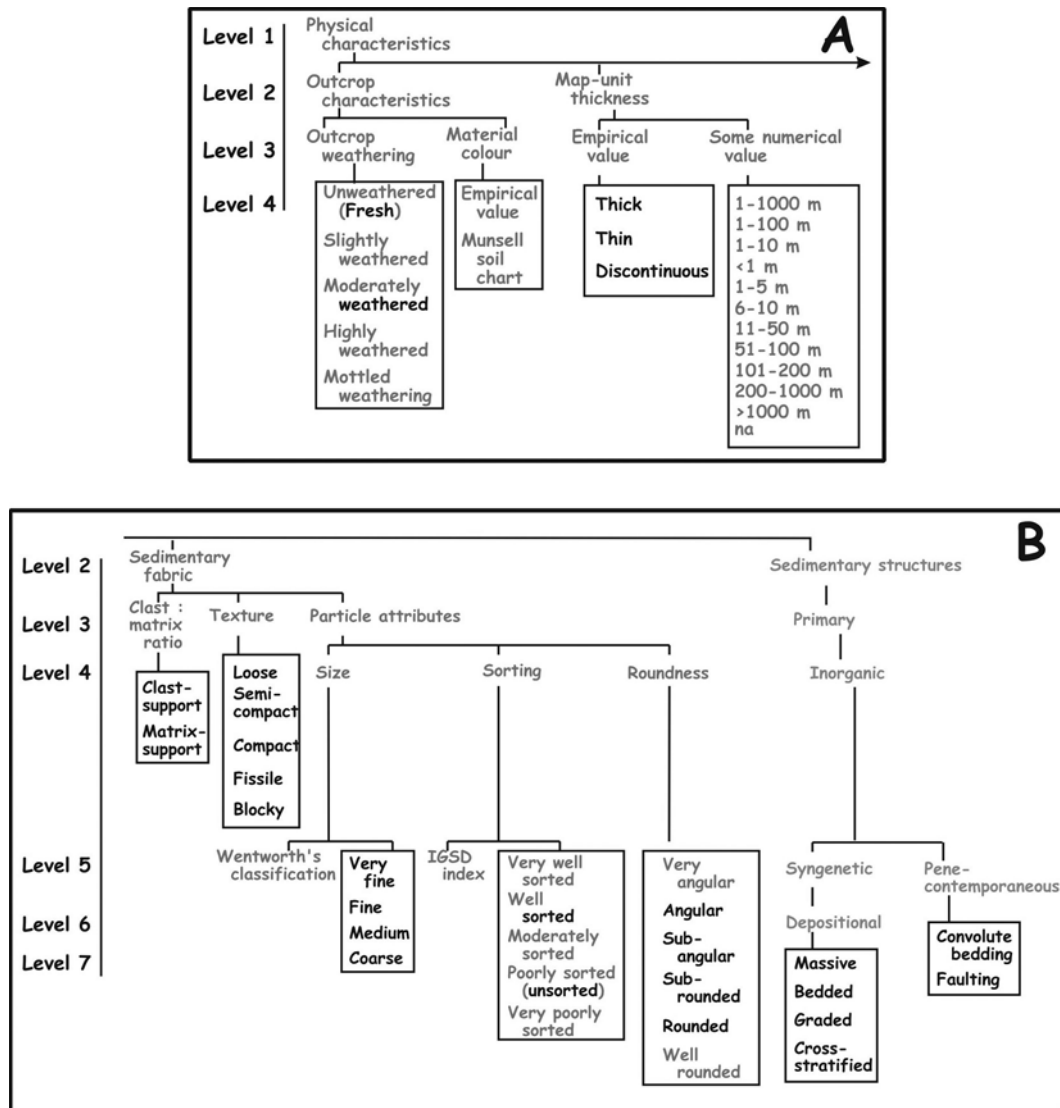 A
Level 1
Level 2
Level 3
Level 4
Physical
characteristics
Outcrop
characteristics
Map-unit
thickness
Outcrop
weathering
Material
colour
Empirical
value
Some numerical
value
Unweathered
(Fresh)
Slightly
weathered
Moderately
weathered
Highly
weathered
Mottled
weathering
Empirical
value
Munsell
soil
chart
Thick
Thin
Discontinuous
1-1000 m
1-100 m
1-10 m
<1 m
1-5 m
6-10 m
11-50 m
51-100 m
101-200 m
200-1000 m
>1000 m
na
B
Level 2
Level 3
Level 4
Level 5
Level 6
Level 7
Sedimentary
fabric
Sedimentary structures
Clast :
matrix
ratio
Texture
Particle attributes
Primary
Clast-
support
Matrix-
support
Loose
Semi-
compact
Compact
Fissile
Blocky
Size
Sorting
Roundness
Inorganic
Wentworth's
classification
Very
fine
Fine
Medium
Coarse
IGSD
index
Very well
sorted
Well
sorted
Moderately
sorted
Poorly sorted
(unsorted)
Very poorly
sorted
Very
angular
Angular
Sub-
angular
Sub-
rounded
Rounded
Well
rounded
Syngenetic
Depositional
Massive
Bedded
Graded
Cross-
stratified
Pene-
contemporaneous
Convolute
bedding
Faulting